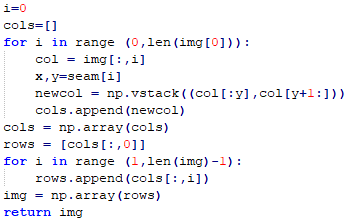 i=0
cols=[]
for i in range (0,len(img[0])):
    col = img[:,i]
    x,y=seam[i]
    newcol = np.vstack((col[:y],col[y+1:]))
    cols.append(newcol)
cols = np.array(cols)
rows = [cols[:,0]]
for i in range (1,len(img)-1):
    rows.append(cols[:,i])
img = np.array(rows)
return img